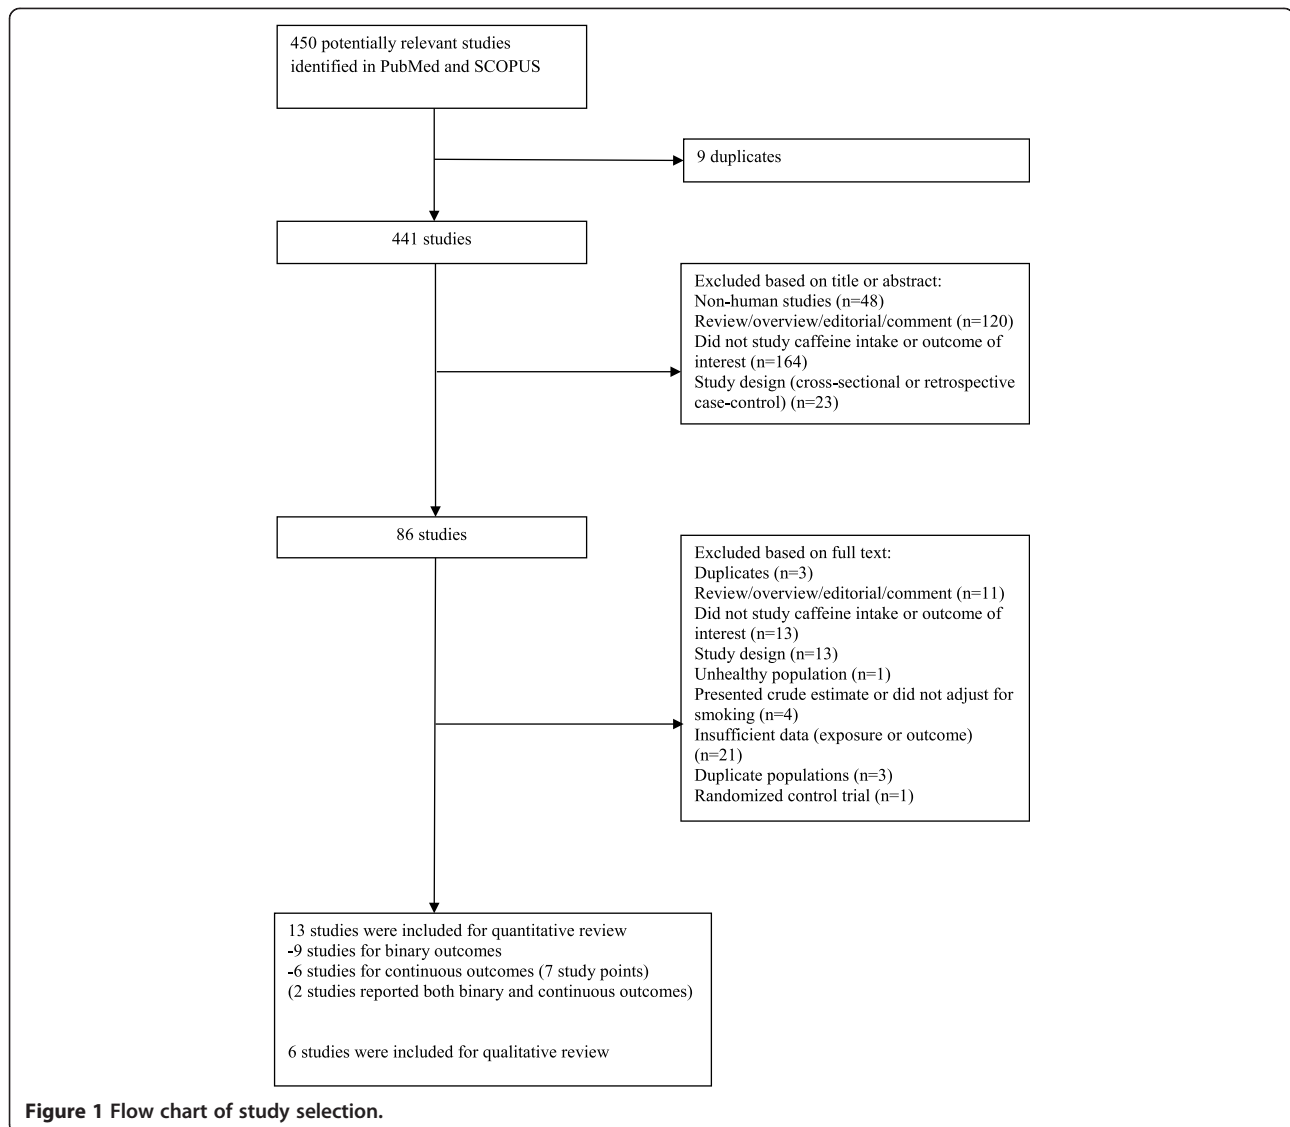 450 potentially relevant studies
identified in PubMed and SCOPUS
9 duplicates
441 studies
Excluded based on title or abstract:
Non-human studies (n=48)
Review/overview/editorial/comment (n=120)
Did not study caffeine intake or outcome of
interest (n=164)
Study design (cross-sectional or retrospective
case-control) (n=23)
86 studies
Excluded based on full text:
Duplicates (n=3)
Review/overview/editorial/comment (n=11)
Did not study caffeine intake or outcome of
interest (n=13)
Study design (n=13)
Unhealthy population (n=1)
Presented crude estimate or did not adjust for
smoking (n=4)
Insufficient data (exposure or outcome)
(n=21)
Duplicate populations (n=3)
Randomized control trial (n=1)
13 studies were included for quantitative review
-9 studies for binary outcomes
-6 studies for continuous outcomes (7 study points)
(2 studies reported both binary and continuous outcomes)
6 studies were included for qualitative review
Figure 1 Flow chart of study selection.